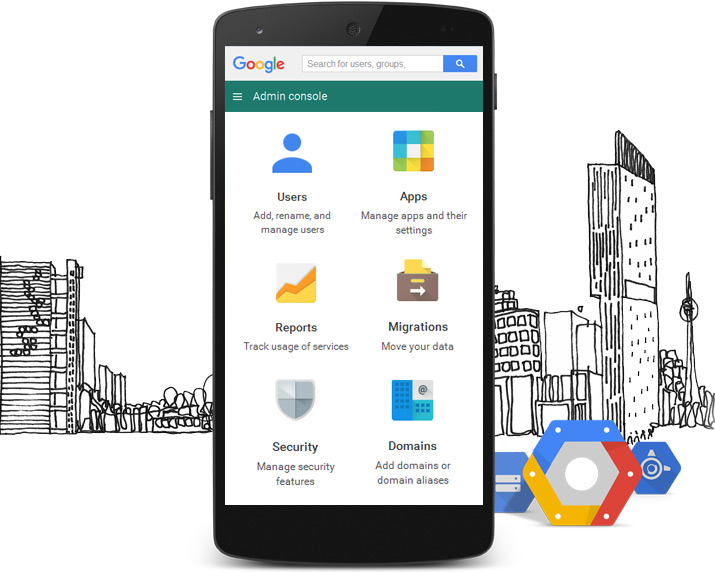 Google
Search for users, groups,
Admin console
Users
Add, rename, and
manage users
Apps
Manage apps and their
settings
Reports
Track usage of services
Migrations
Move your data
Security
Manage security
features
@
Domains
Add domains or
domain aliases